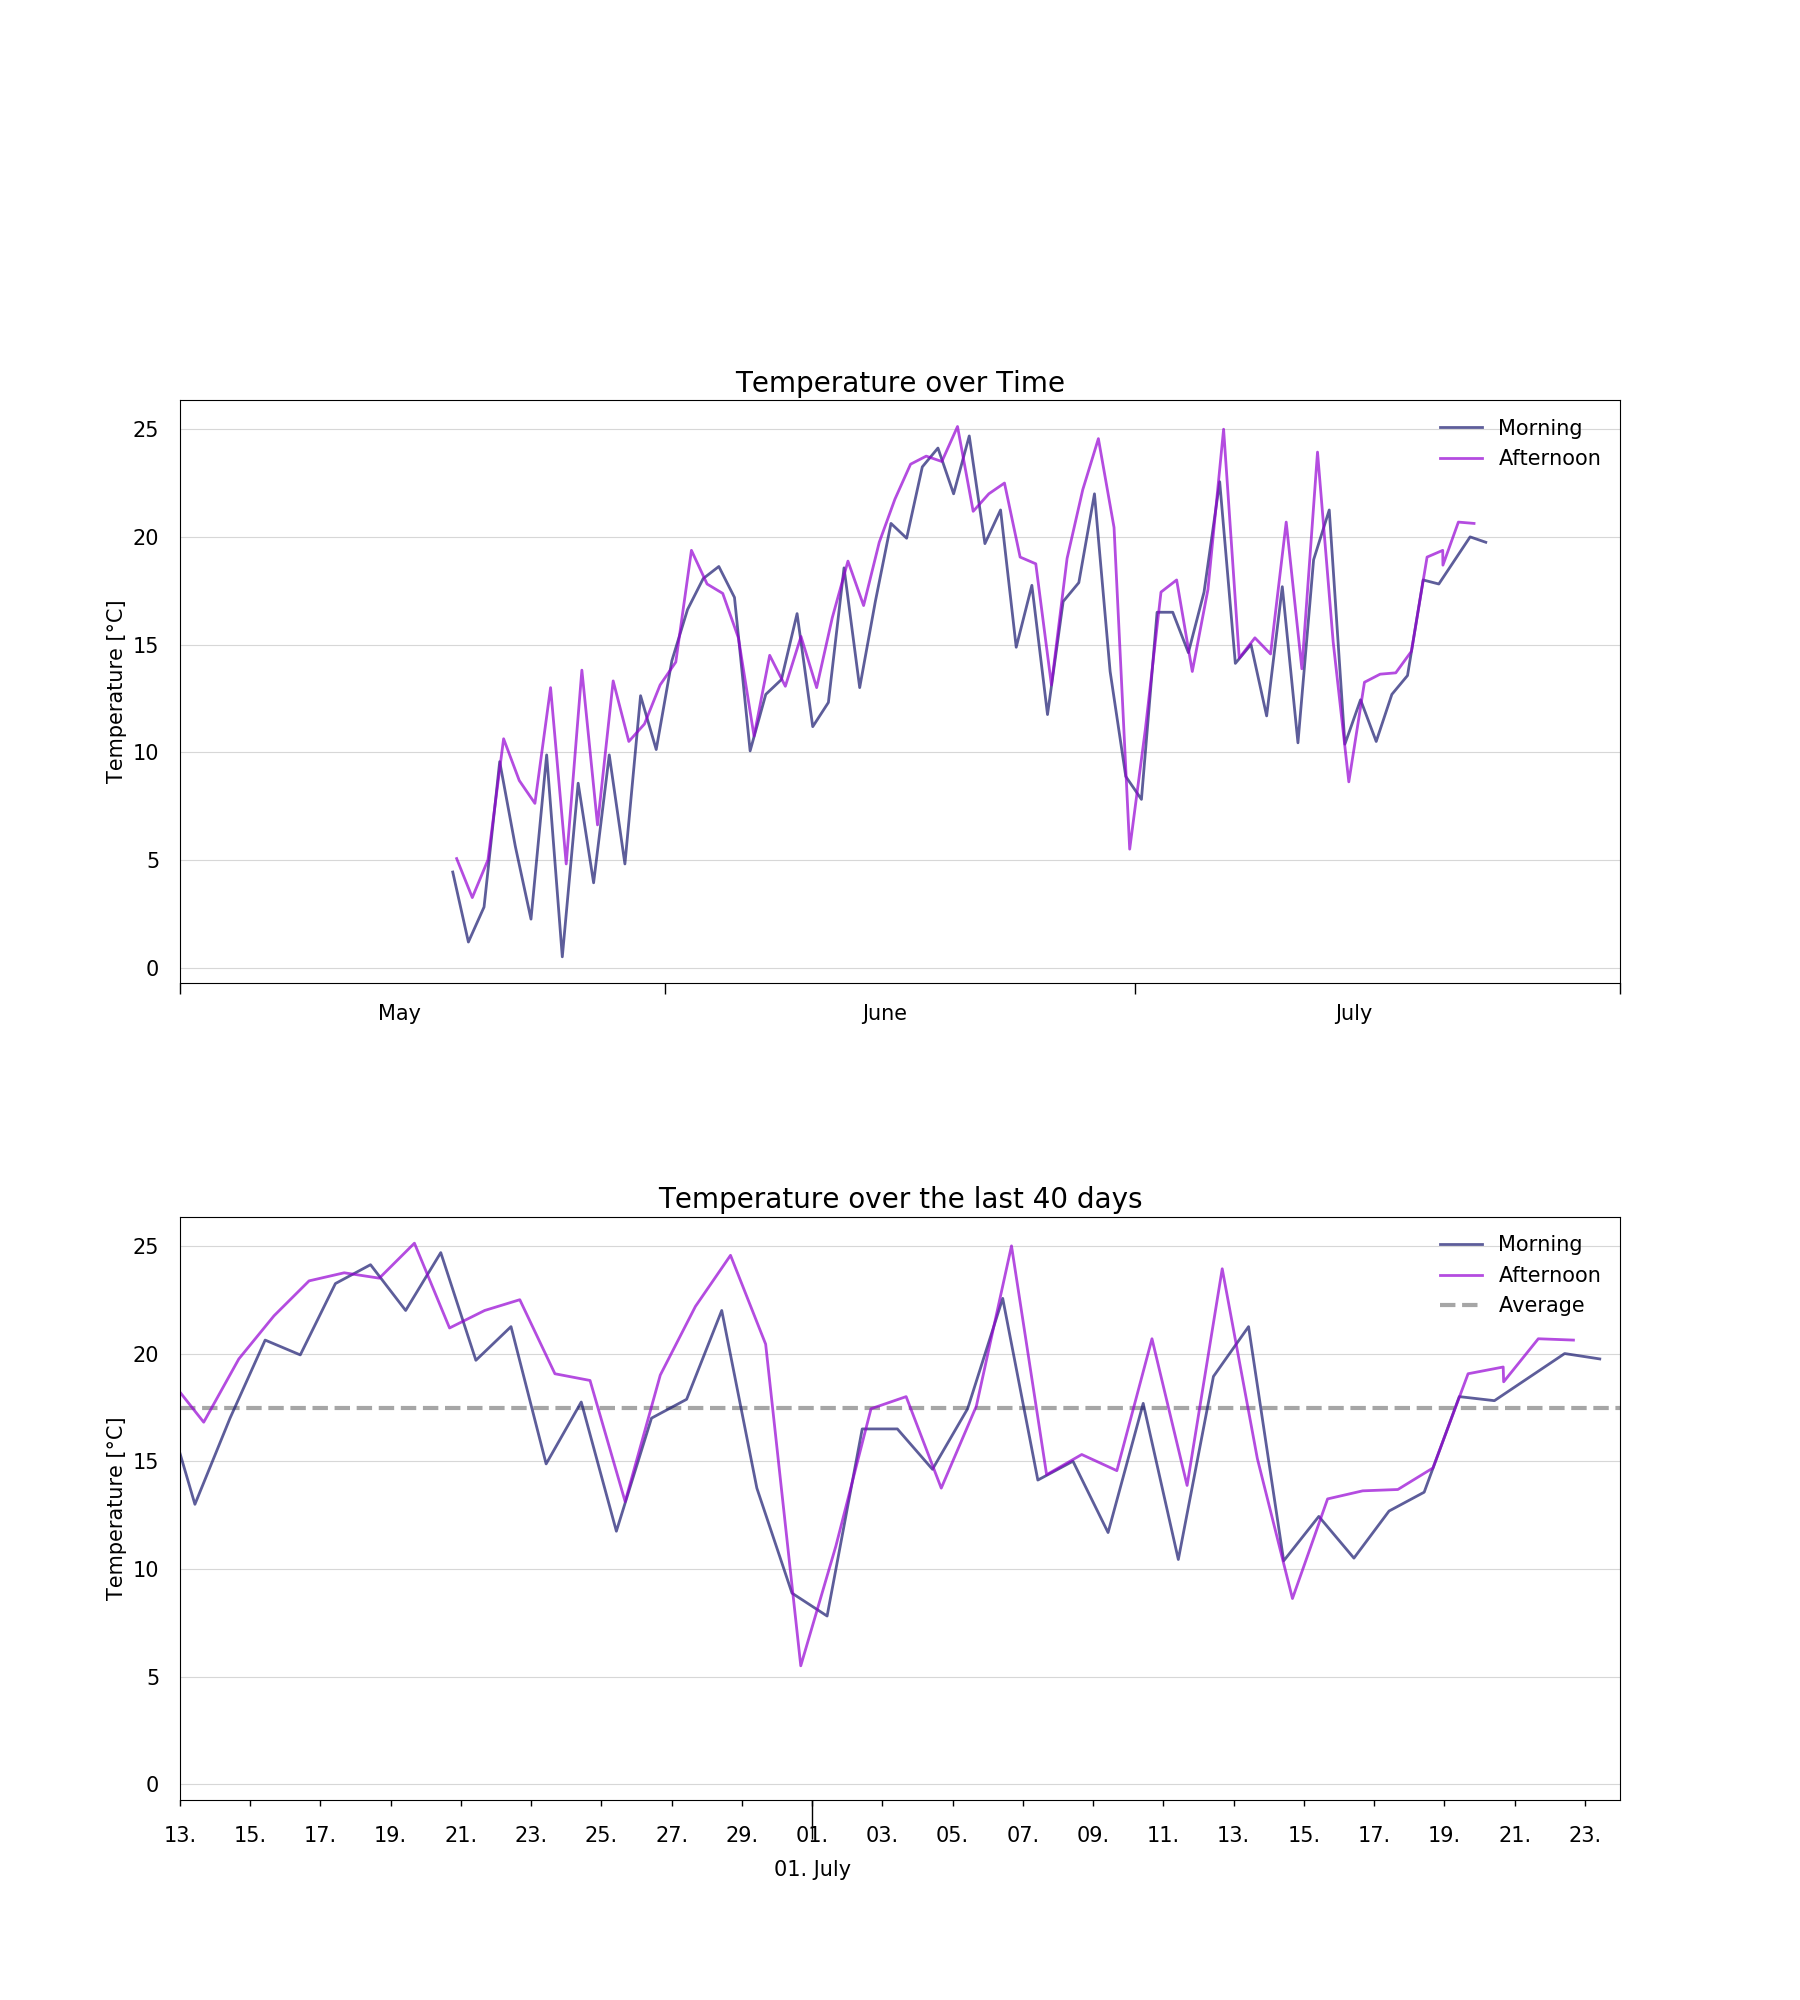 Temperature over Time
Temperature [°C]
25
20
15
10
5
0
Morning
Afternoon
May June July
Temperature over the last 40 days
Temperature [°C]
25
20
15
10
5
0
Morning
Afternoon
Average
13. 15. 17. 19. 21. 23. 25. 27. 29. 01. 03. 05. 07. 09. 11. 13. 15. 17. 19. 21. 23.
01. July